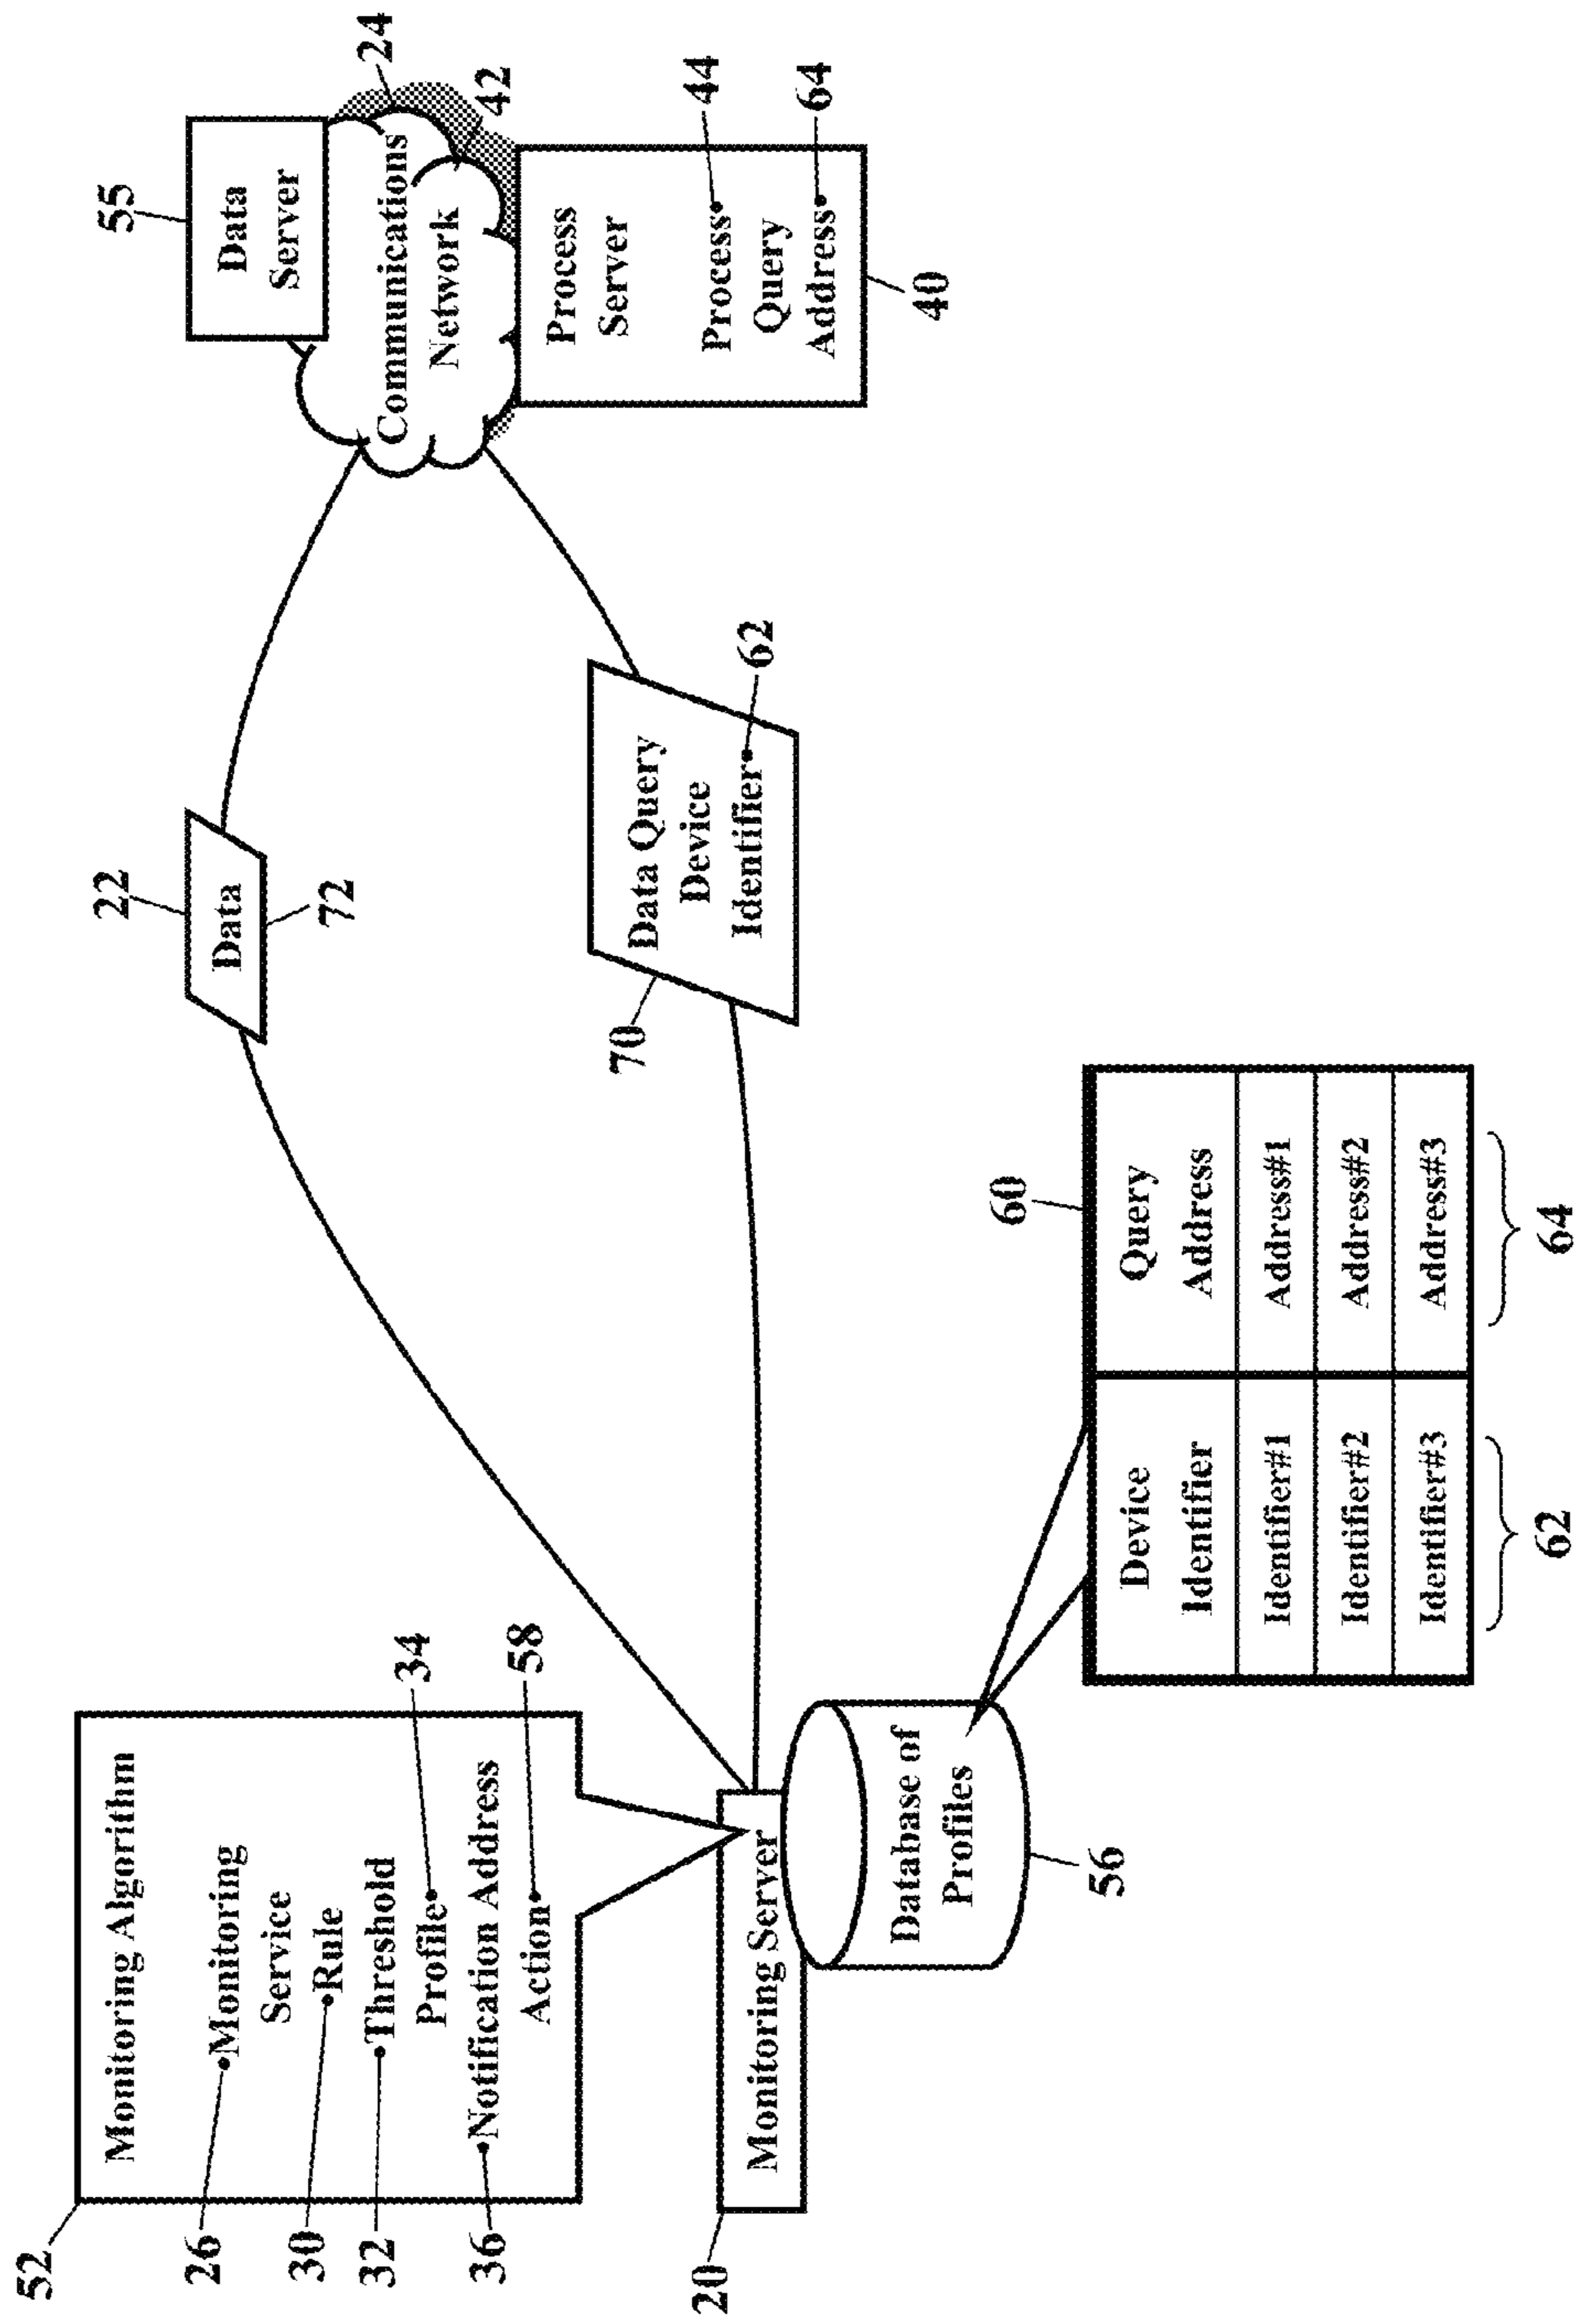 52
Monitoring Algorithm
26
Monitoring
Service
30
Rule
32
Threshold
Profile
34
36
Notification Address
Action
58
20
Monitoring Server
Database of
Profiles
56
22
Data
72
70
Data Query
Device
Identifier
62
55
Data
Server
24
Communications
Network
42
Process
Server
Process
44
Query
Address
64
40
60
Device
Identifier
Query
Address
Identifier#1
Address#1
Identifier#2
Address#2
Identifier#3
Address#3
62
64